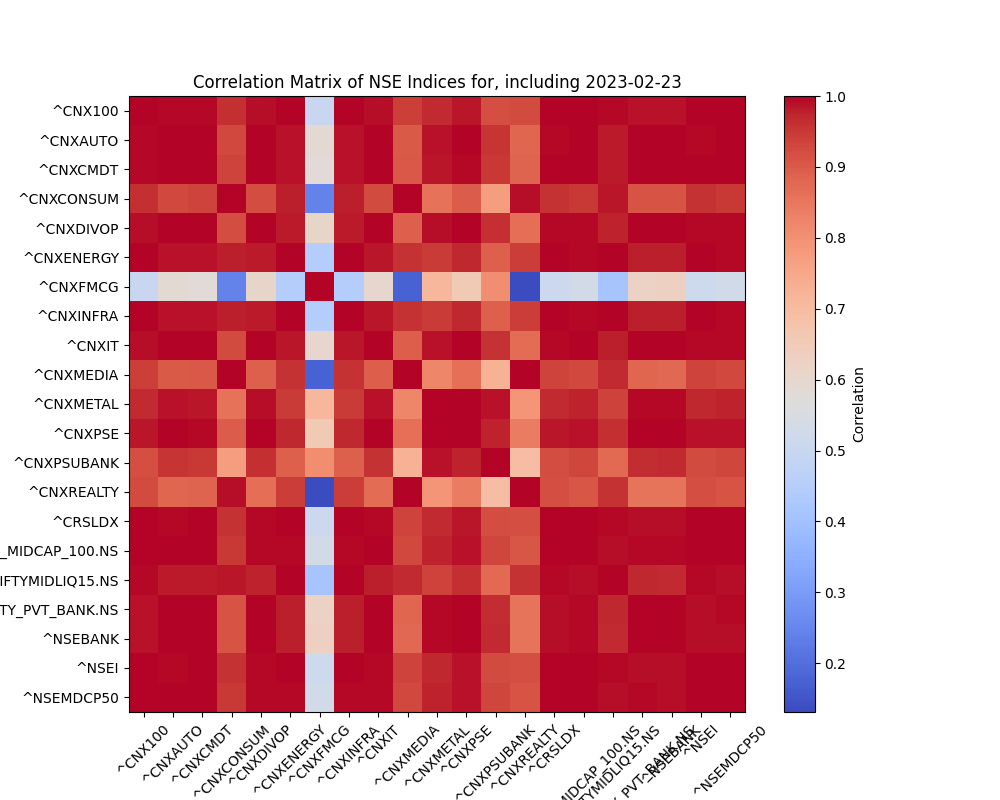 Correlation Matrix of NSE Indices for, including 2023-02-23
^CNX100
^CNXAUTO
^CNXCMDT
^CNXCONSUM
^CNXDIVOP
^CNXENERGY
^CNXFMCG
^CNXINFRA
^CNXIT
^CNXMEDIA
^CNXMETAL
^CNXPSE
^CNXPSUBANK
^CNXREALTY
^CRSLDX
_MIDCAP_100.NS
IFTYMIDLIQ15.NS
TY_PVT_BANK.NS
^NSEBANK
^NSEI
^NSEMDCP50
^CNX100
^CNXAUTO
^CNXCMDT
^CNXCONSUM
^CNXDIVOP
^CNXENERGY
^CNXFMCG
^CNXINFRA
^CNXIT
^CNXMEDIA
^CNXMETAL
^CNXPSE
^CNXPSUBANK
^CNXREALTY
^CRSLDX
MIDCAP_100.NS
TYMIDLIQ15.NS
PVT_BANK.NS
^NSEBANK
^NSEI
^NSEMDCP50
1.0
0.9
0.8
0.7
0.6
0.5
0.4
0.3
0.2
Correlation